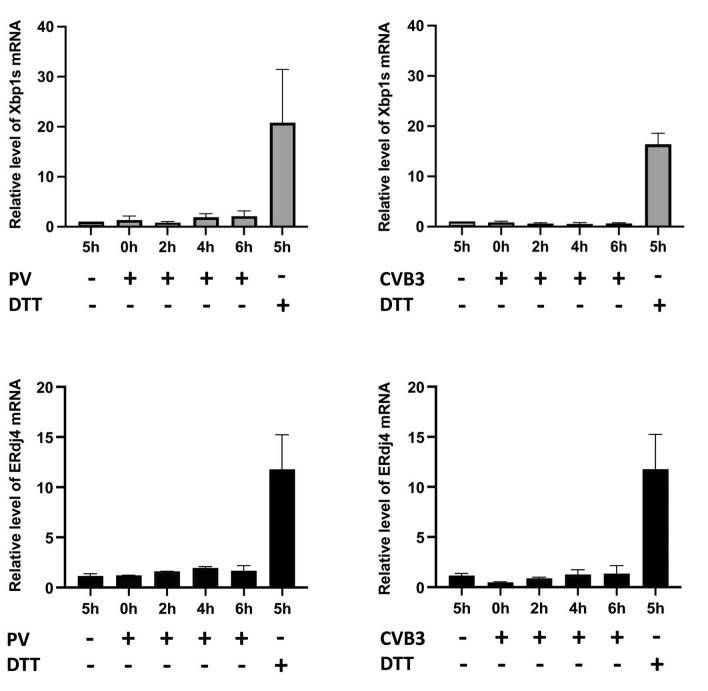 Relative level of Xbp1s mRNA
40
30
20
10
0
5h 0h 2h 4h 6h 5h
PV - + + + + -
DTT - - - - - +
Relative level of Xbp1s mRNA
40
30
20
10
0
5h 0h 2h 4h 6h 5h
CVB3 - + + + + -
DTT - - - - - +
Relative level of ERdj4 mRNA
20
15
10
5
0
5h 0h 2h 4h 6h 5h
PV - + + + + -
DTT - - - - - +
Relative level of ERdj4 mRNA
20
15
10
5
0
5h 0h 2h 4h 6h 5h
CVB3 - + + + + -
DTT - - - - - +